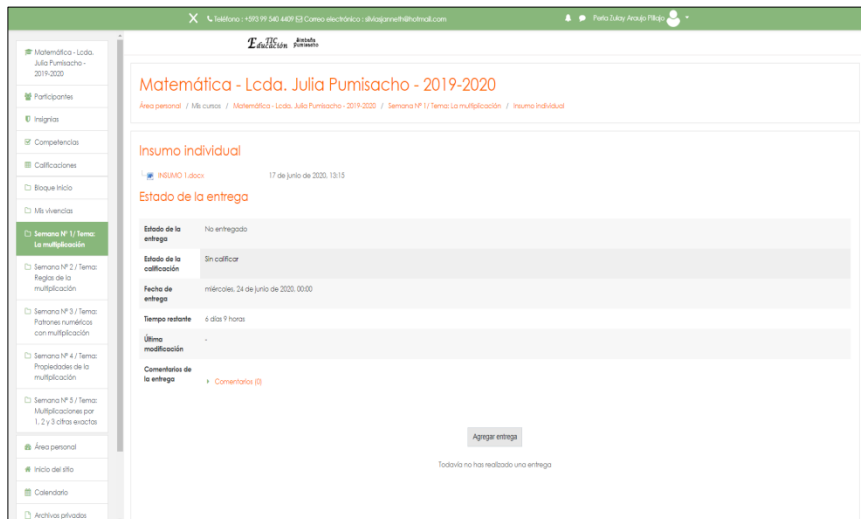 Teléfono : +593 99 540 4409 Correo electrónico : silviasjanneth@hotmail.com
Perla Zulay Araujo Pillajo
TIC
Educación
Ambato
Pumisacho
Matemática - Lcda.
Julia Pumisacho -
2019-2020
Participantes
Insignias
Competencias
Calificaciones
Bloque Inicio
Mis vivencias
Semana Nº 1/ Tema:
La multiplicación
Semana Nº 2 / Tema:
Reglas de la
multiplicación
Semana Nº 3 / Tema:
Patrones numéricos
con multiplicación
Semana Nº 4 / Tema:
Propiedades de la
multiplicación
Semana Nº 5 / Tema:
Multiplicaciones por
1, 2 y 3 cifras exactas
Área personal
Inicio del sitio
Calendario
Archivos privados
Matemática - Lcda. Julia Pumisacho - 2019-2020
Área personal / Mis cursos / Matemática - Lcda. Julia Pumisacho - 2019-2020 / Semana Nº 1/ Tema: La multiplicación / Insumo individual
Insumo individual
INSUMO 1.docx 17 de junio de 2020, 13:15
Estado de la entrega
Estado de la
entrega No entregado
Estado de la
calificación Sin calificar
Fecha de
entrega miércoles, 24 de junio de 2020, 00:00
Tiempo restante 6 días 9 horas
Última
modificación -
Comentarios de
la entrega Comentarios (0)
Agregar entrega
Todavía no has realizado una entrega